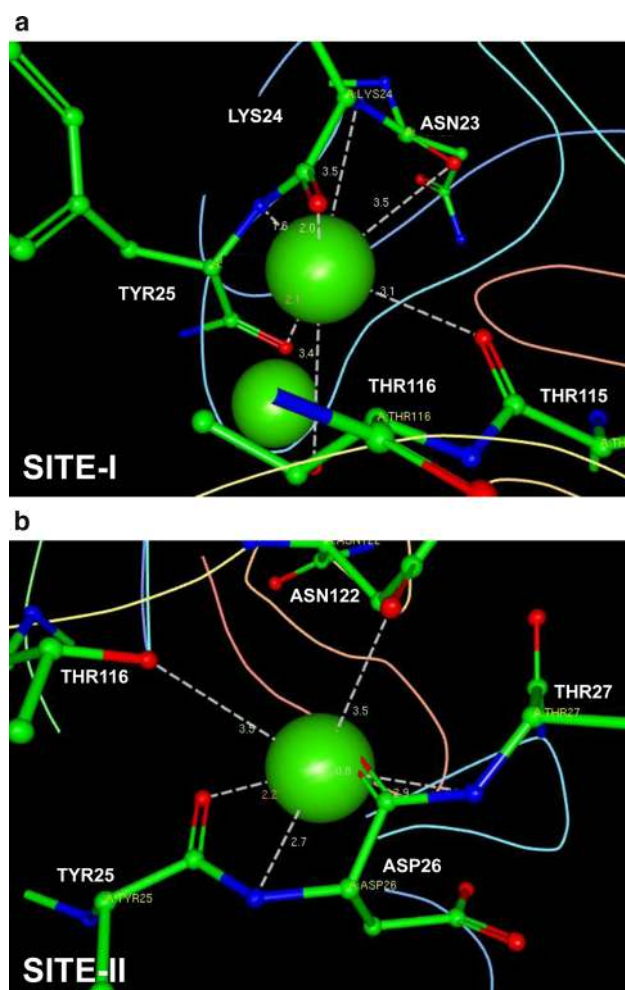 a
LYS24
A:LYS24
ASN23
3.5
3.5
1.6
2.0
TYR25
2.1
3.1
3.4
THR116
THR115
A:THR116
SITE-I
b
ASN122
THR116
THR27
A:THR27
3.5
3.5
0.8
2.9
2.2
2.7
TYR25
ASP26
A:TYR25
A:ASP26
SITE-II